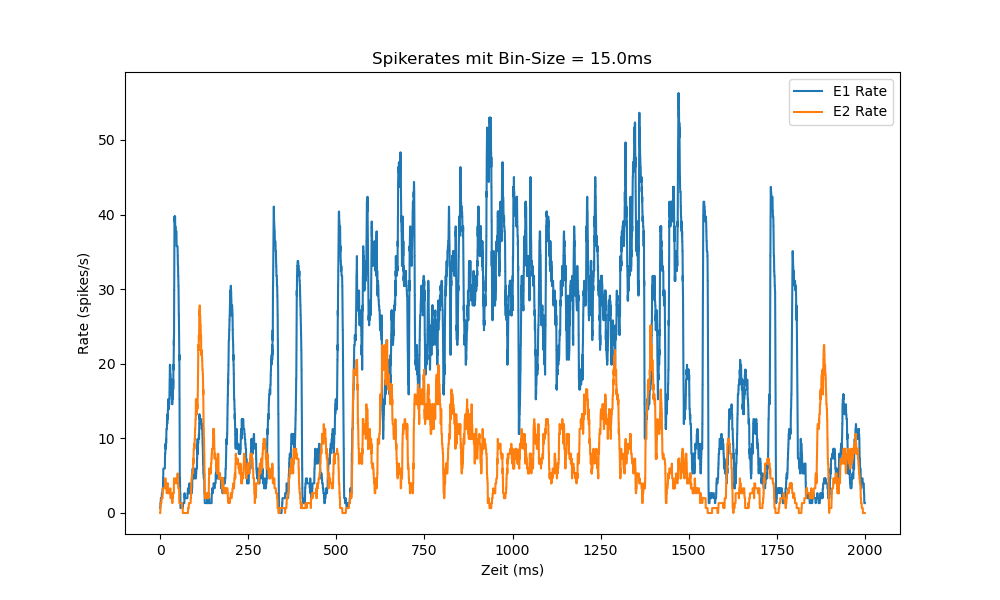 Spikerates mit Bin-Size = 15.0ms
E1 Rate
E2 Rate
50
40
30
20
10
0
Rate (spikes/s)
0 250 500 750 1000 1250 1500 1750 2000
Zeit (ms)